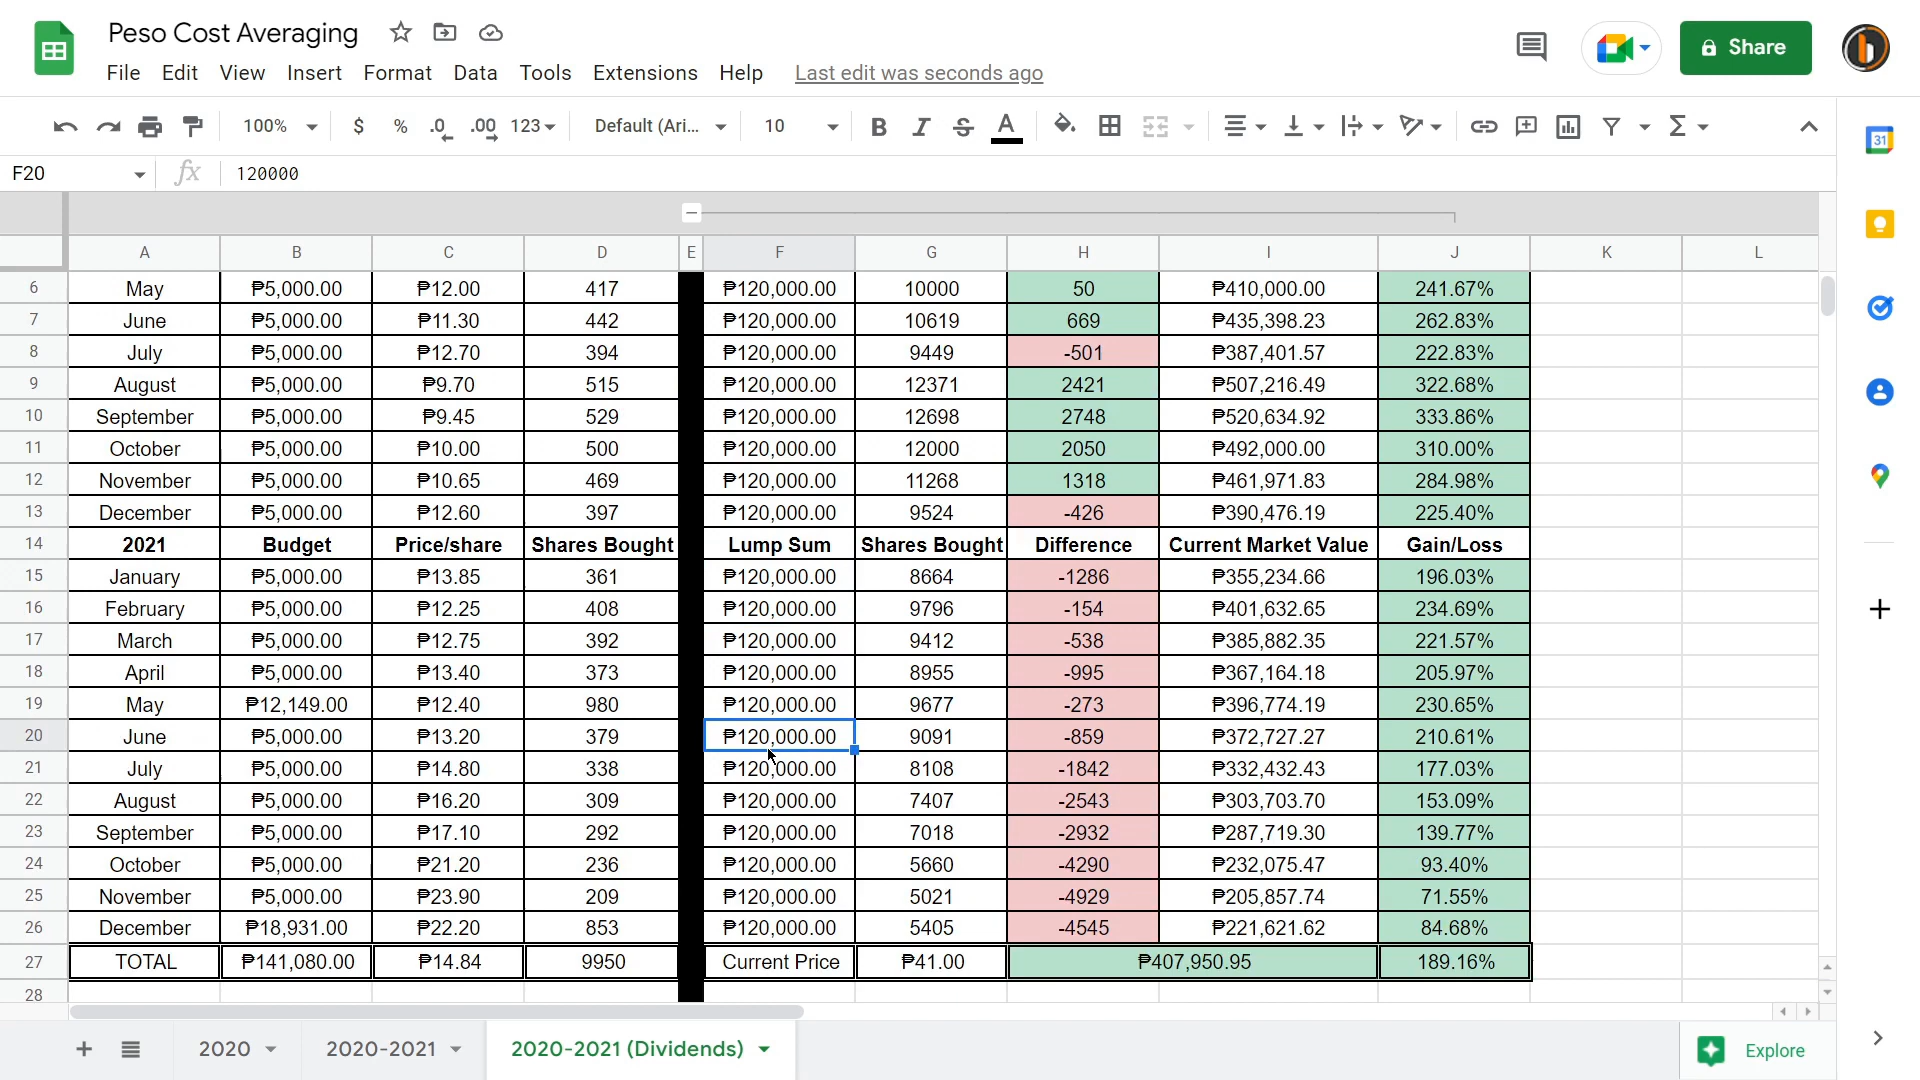 Peso Cost Averaging
File Edit View Insert Format Data Tools Extensions Help Last edit was seconds ago
Share
100% $ % .0 .00 123 Default (Ari... 10 B I S A
31
F20 fx 120000
A B C D E F G H I J K L
6 May ₱5,000.00 ₱12.00 417 ₱120,000.00 10000 50 ₱410,000.00 241.67%
7 June ₱5,000.00 ₱11.30 442 ₱120,000.00 10619 669 ₱435,398.23 262.83%
8 July ₱5,000.00 ₱12.70 394 ₱120,000.00 9449 -501 ₱387,401.57 222.83%
9 August ₱5,000.00 ₱9.70 515 ₱120,000.00 12371 2421 ₱507,216.49 322.68%
10 September ₱5,000.00 ₱9.45 529 ₱120,000.00 12698 2748 ₱520,634.92 333.86%
11 October ₱5,000.00 ₱10.00 500 ₱120,000.00 12000 2050 ₱492,000.00 310.00%
12 November ₱5,000.00 ₱10.65 469 ₱120,000.00 11268 1318 ₱461,971.83 284.98%
13 December ₱5,000.00 ₱12.60 397 ₱120,000.00 9524 -426 ₱390,476.19 225.40%
14 2021 Budget Price/share Shares Bought Lump Sum Shares Bought Difference Current Market Value Gain/Loss
15 January ₱5,000.00 ₱13.85 361 ₱120,000.00 8664 -1286 ₱355,234.66 196.03%
16 February ₱5,000.00 ₱12.25 408 ₱120,000.00 9796 -154 ₱401,632.65 234.69%
17 March ₱5,000.00 ₱12.75 392 ₱120,000.00 9412 -538 ₱385,882.35 221.57%
18 April ₱5,000.00 ₱13.40 373 ₱120,000.00 8955 -995 ₱367,164.18 205.97%
19 May ₱12,149.00 ₱12.40 980 ₱120,000.00 9677 -273 ₱396,774.19 230.65%
20 June ₱5,000.00 ₱13.20 379 ₱120,000.00 9091 -859 ₱372,727.27 210.61%
21 July ₱5,000.00 ₱14.80 338 ₱120,000.00 8108 -1842 ₱332,432.43 177.03%
22 August ₱5,000.00 ₱16.20 309 ₱120,000.00 7407 -2543 ₱303,703.70 153.09%
23 September ₱5,000.00 ₱17.10 292 ₱120,000.00 7018 -2932 ₱287,719.30 139.77%
24 October ₱5,000.00 ₱21.20 236 ₱120,000.00 5660 -4290 ₱232,075.47 93.40%
25 November ₱5,000.00 ₱23.90 209 ₱120,000.00 5021 -4929 ₱205,857.74 71.55%
26 December ₱18,931.00 ₱22.20 853 ₱120,000.00 5405 -4545 ₱221,621.62 84.68%
27 TOTAL ₱141,080.00 ₱14.84 9950 Current Price ₱41.00 ₱407,950.95 189.16%
28
2020 2020-2021 2020-2021 (Dividends) Explore